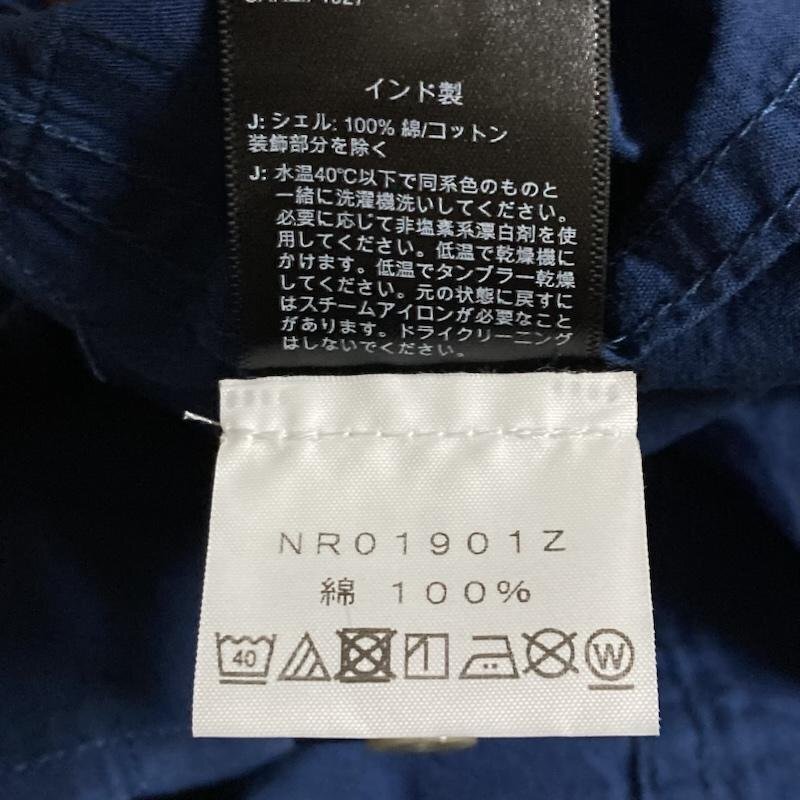 インド製
J: シェル: 100% 綿/コットン
装飾部分を除く
J: 水温40℃以下で同系色のものと
一緒に洗濯機洗いしてください。
必要に応じて非塩素系漂白剤を使
用してください。低温で乾燥機に
かけます。低温でタンブラー乾燥
してください。元の状態に戻すに
はスチームアイロンが必要なこと
があります。ドライクリーニング
はしないでください。
NR01901Z
綿 100%
40
W